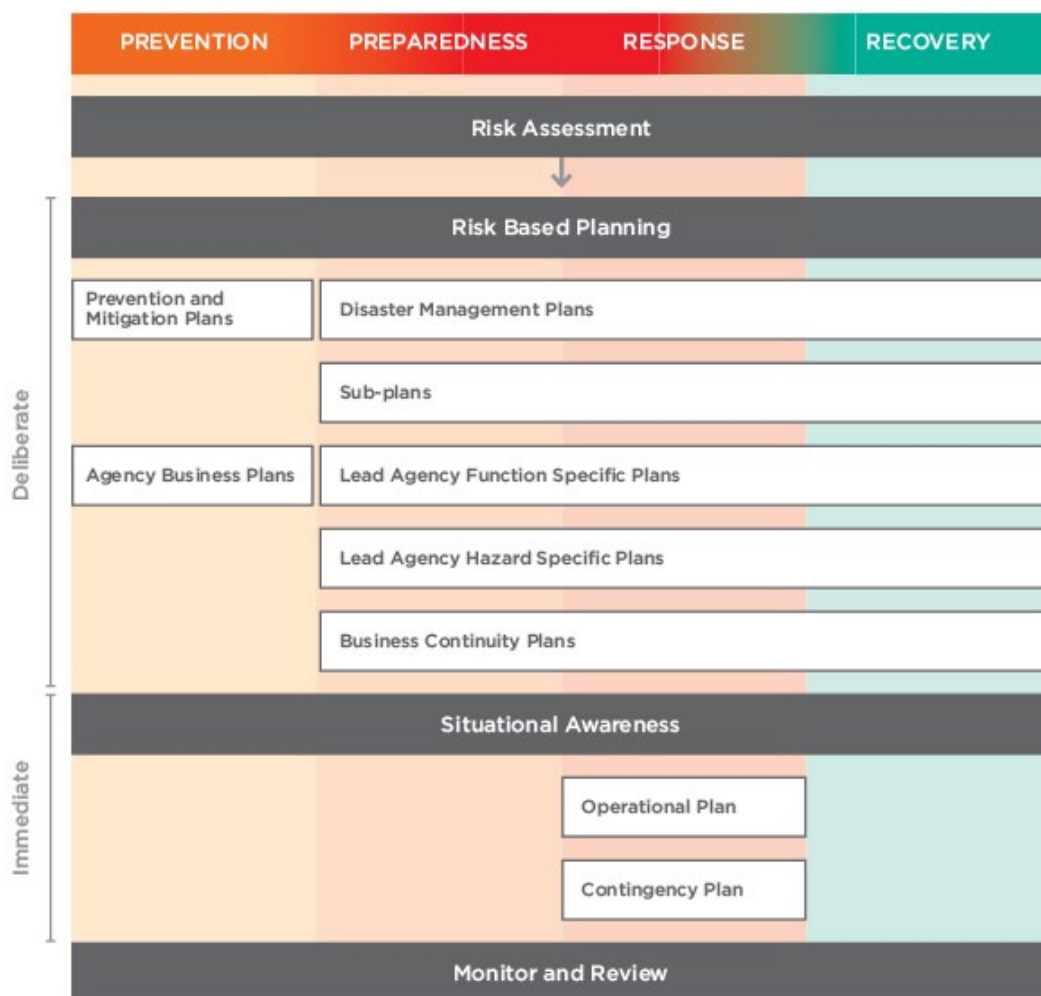 PREVENTION PREPAREDNESS RESPONSE RECOVERY
Risk Assessment
Risk Based Planning
Deliberate
Prevention and
Mitigation Plans
Disaster Management Plans
Sub-plans
Agency Business Plans
Lead Agency Function Specific Plans
Lead Agency Hazard Specific Plans
Business Continuity Plans
Situational Awareness
Immediate
Operational Plan
Contingency Plan
Monitor and Review